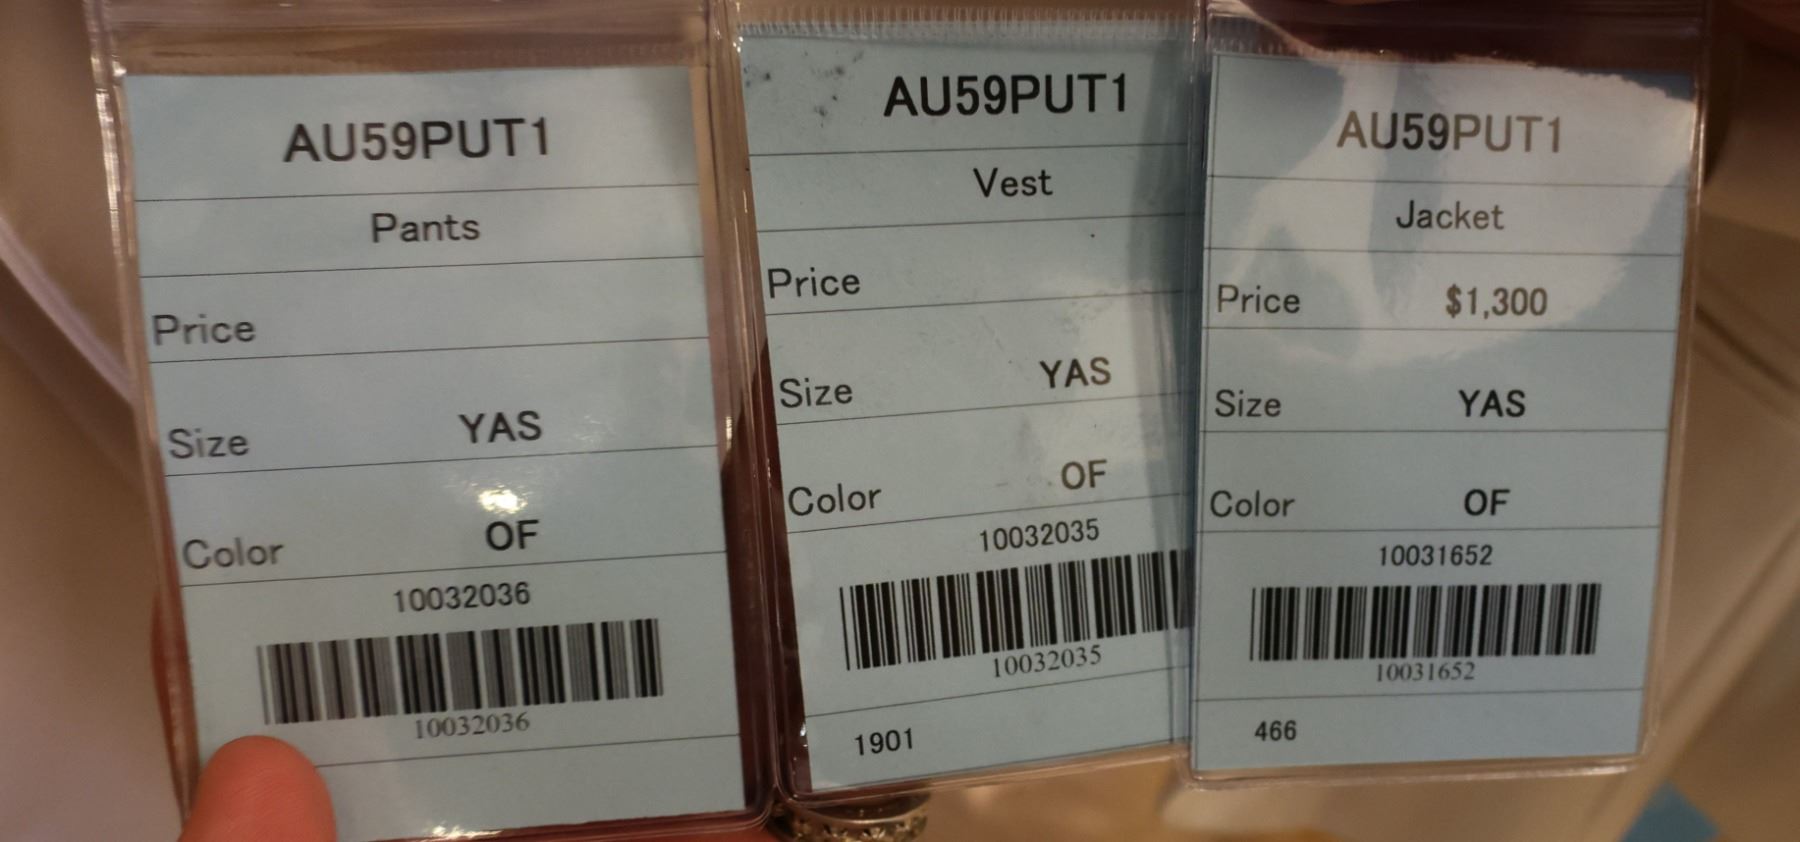 AU59PUT1
Pants
Price
Size YAS
Color OF
10032036
10032036
AU59PUT1
Vest
Price
Size YAS
Color OF
10032035
10032035
1901
AU59PUT1
Jacket
Price $1,300
Size YAS
Color OF
10031652
10031652
466